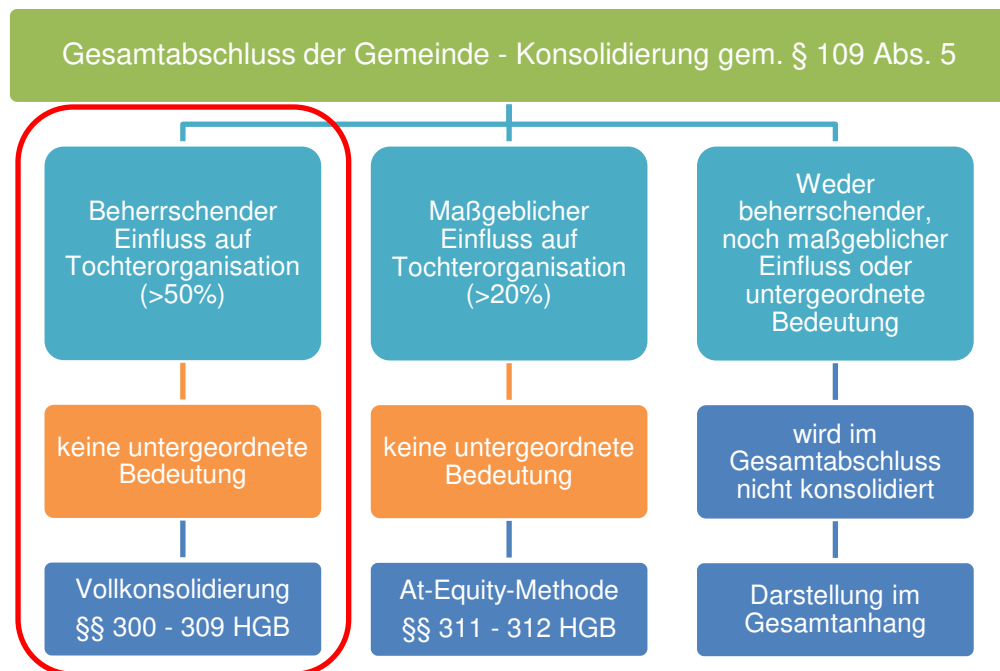 Gesamtabschluss der Gemeinde - Konsolidierung gem. § 109 Abs. 5
Beherrschender
Einfluss auf
Tochterorganisation
(>50%)
keine untergeordnete
Bedeutung
Vollkonsolidierung
§§ 300 - 309 HGB
Maßgeblicher
Einfluss auf
Tochterorganisation
(>20%)
keine untergeordnete
Bedeutung
At-Equity-Methode
§§ 311 - 312 HGB
Weder
beherrschender,
noch maßgeblicher
Einfluss oder
untergeordnete
Bedeutung
wird im
Gesamtabschluss
nicht konsolidiert
Darstellung im
Gesamtanhang